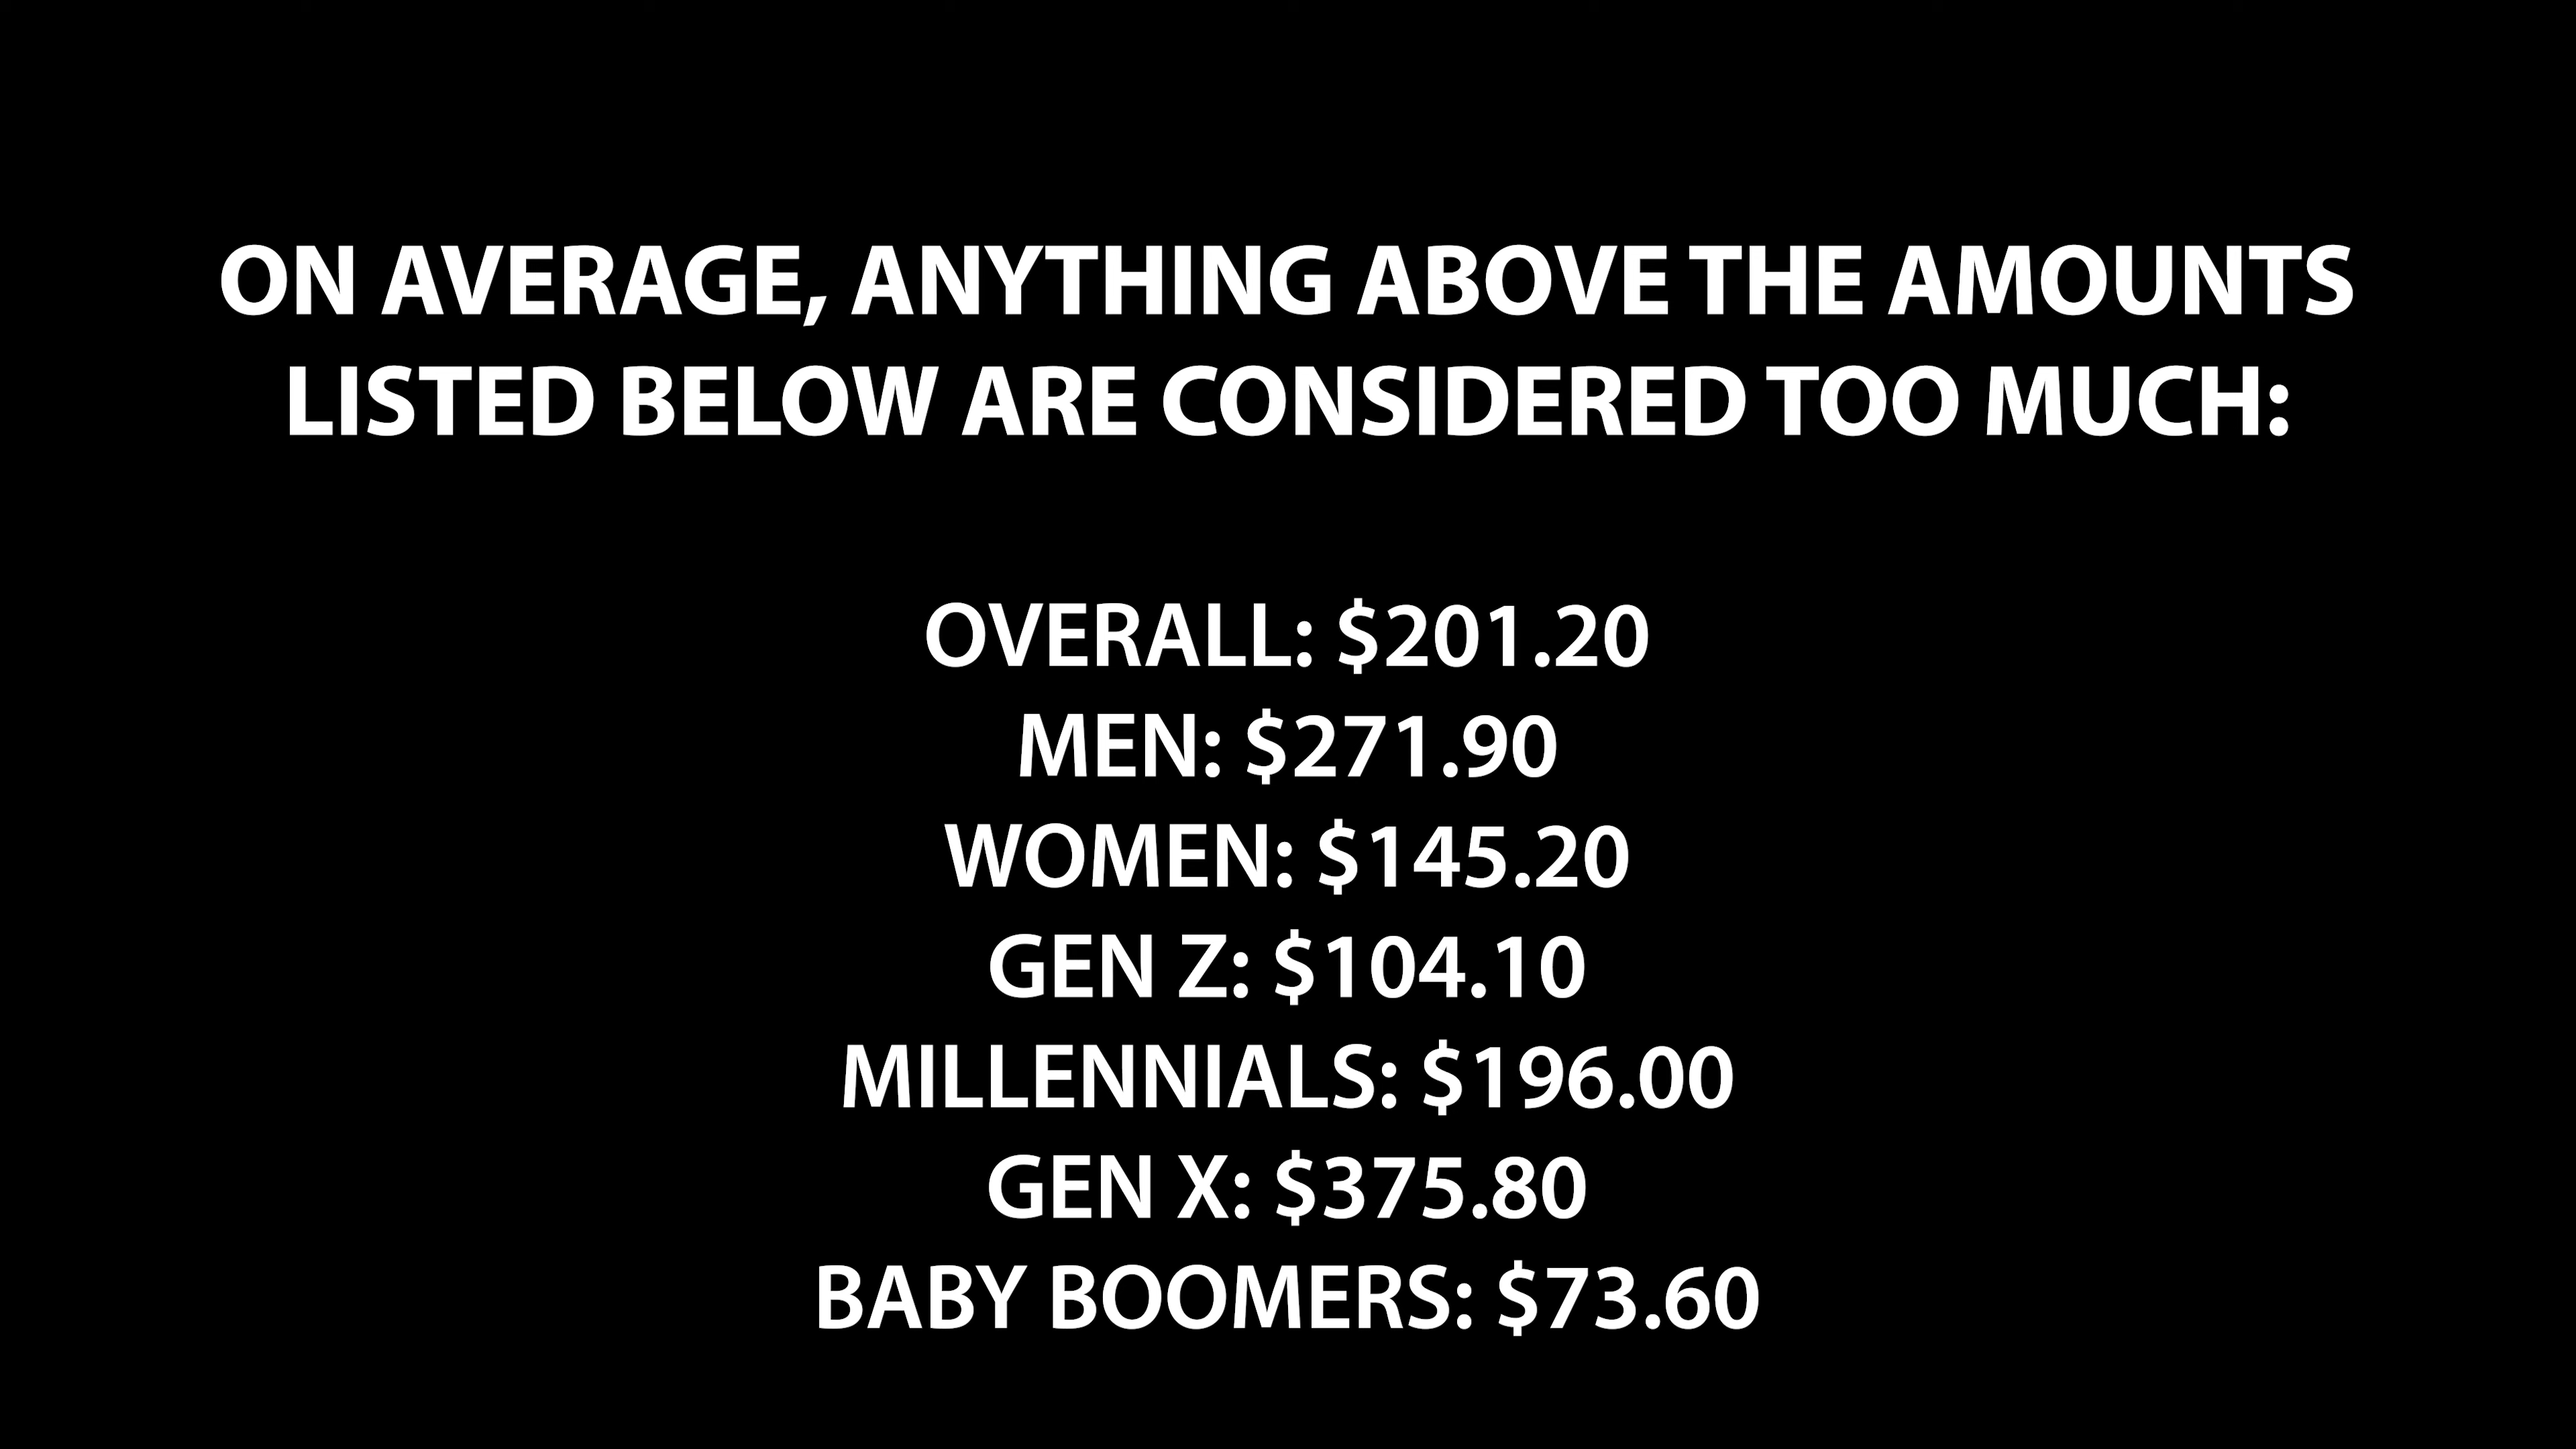 ON AVERAGE, ANYTHING ABOVE THE AMOUNTS
LISTED BELOW ARE CONSIDERED TOO MUCH:
OVERALL: $201.20
MEN: $271.90
WOMEN: $145.20
GEN Z: $104.10
MILLENNIALS: $196.00
GEN X: $375.80
BABY BOOMERS: $73.60